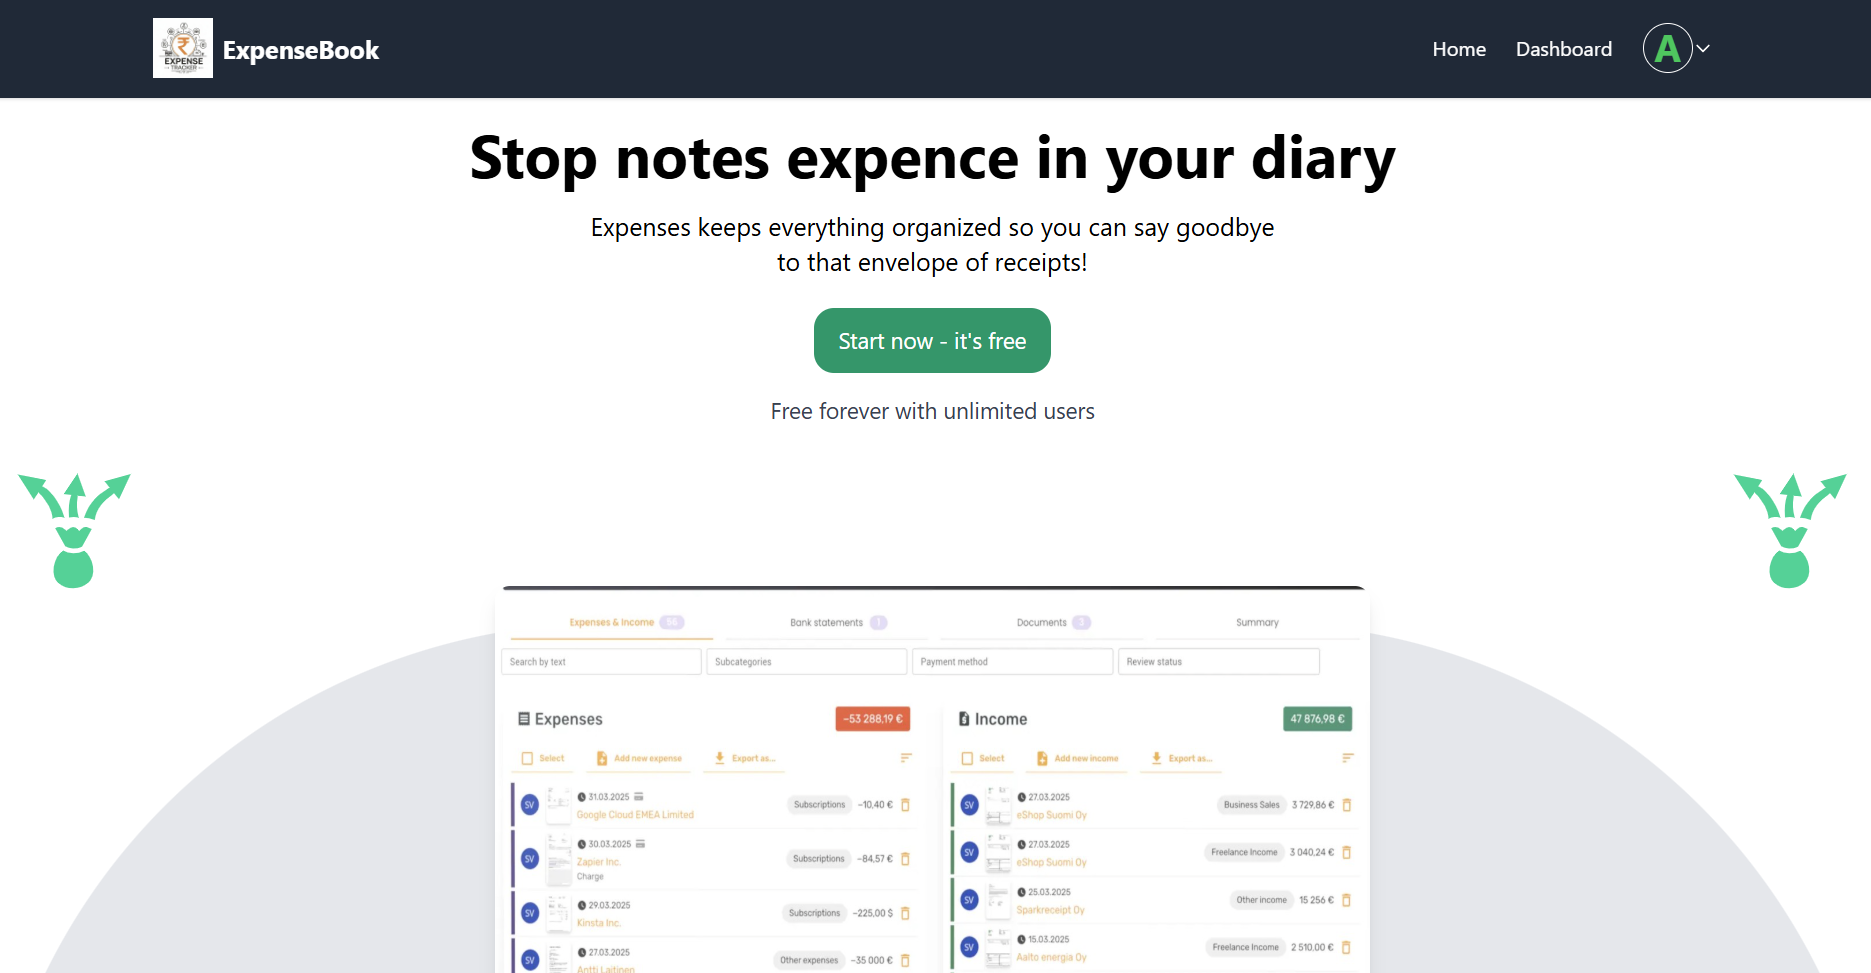 EXPENSE
TRACKER
ExpenseBook
Home
Dashboard
A
Stop notes expence in your diary
Expenses keeps everything organized so you can say goodbye
to that envelope of receipts!
Start now - it's free
Free forever with unlimited users
Expenses & Income 56
Bank statements 1
Documents 3
Summary
Search by text
Subcategories
Payment method
Review status
Expenses
−53 288,19 €
Select
Add new expense
Export as...
SV
31.03.2025
Google Cloud EMEA Limited
Subscriptions
−10,40 €
SV
30.03.2025
Zapier Inc.
Charge
Subscriptions
−84,57 €
SV
29.03.2025
Kinsta Inc.
Subscriptions
−225,00 $
SV
27.03.2025
Antti Laitinen
Other expenses
−35 000 €
Income
47 876,98 €
Select
Add new income
Export as...
SV
27.03.2025
eShop Suomi Oy
Business Sales
3 729,86 €
SV
27.03.2025
eShop Suomi Oy
Freelance Income
3 040,24 €
SV
25.03.2025
Sparkreceipt Oy
Other income
15 256 €
SV
15.03.2025
Aalto energia Oy
Freelance Income
2 510,00 €